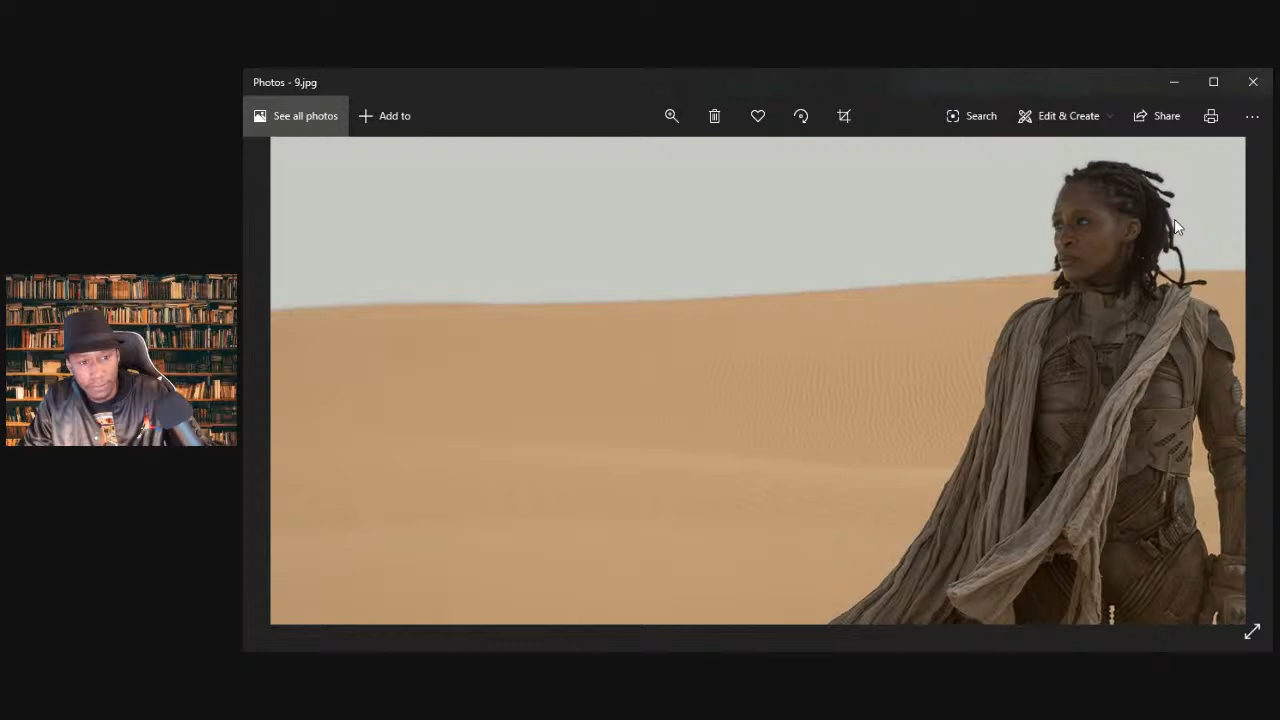 Photos - 9.jpg
See all photos
Add to
Search
Edit & Create
Share